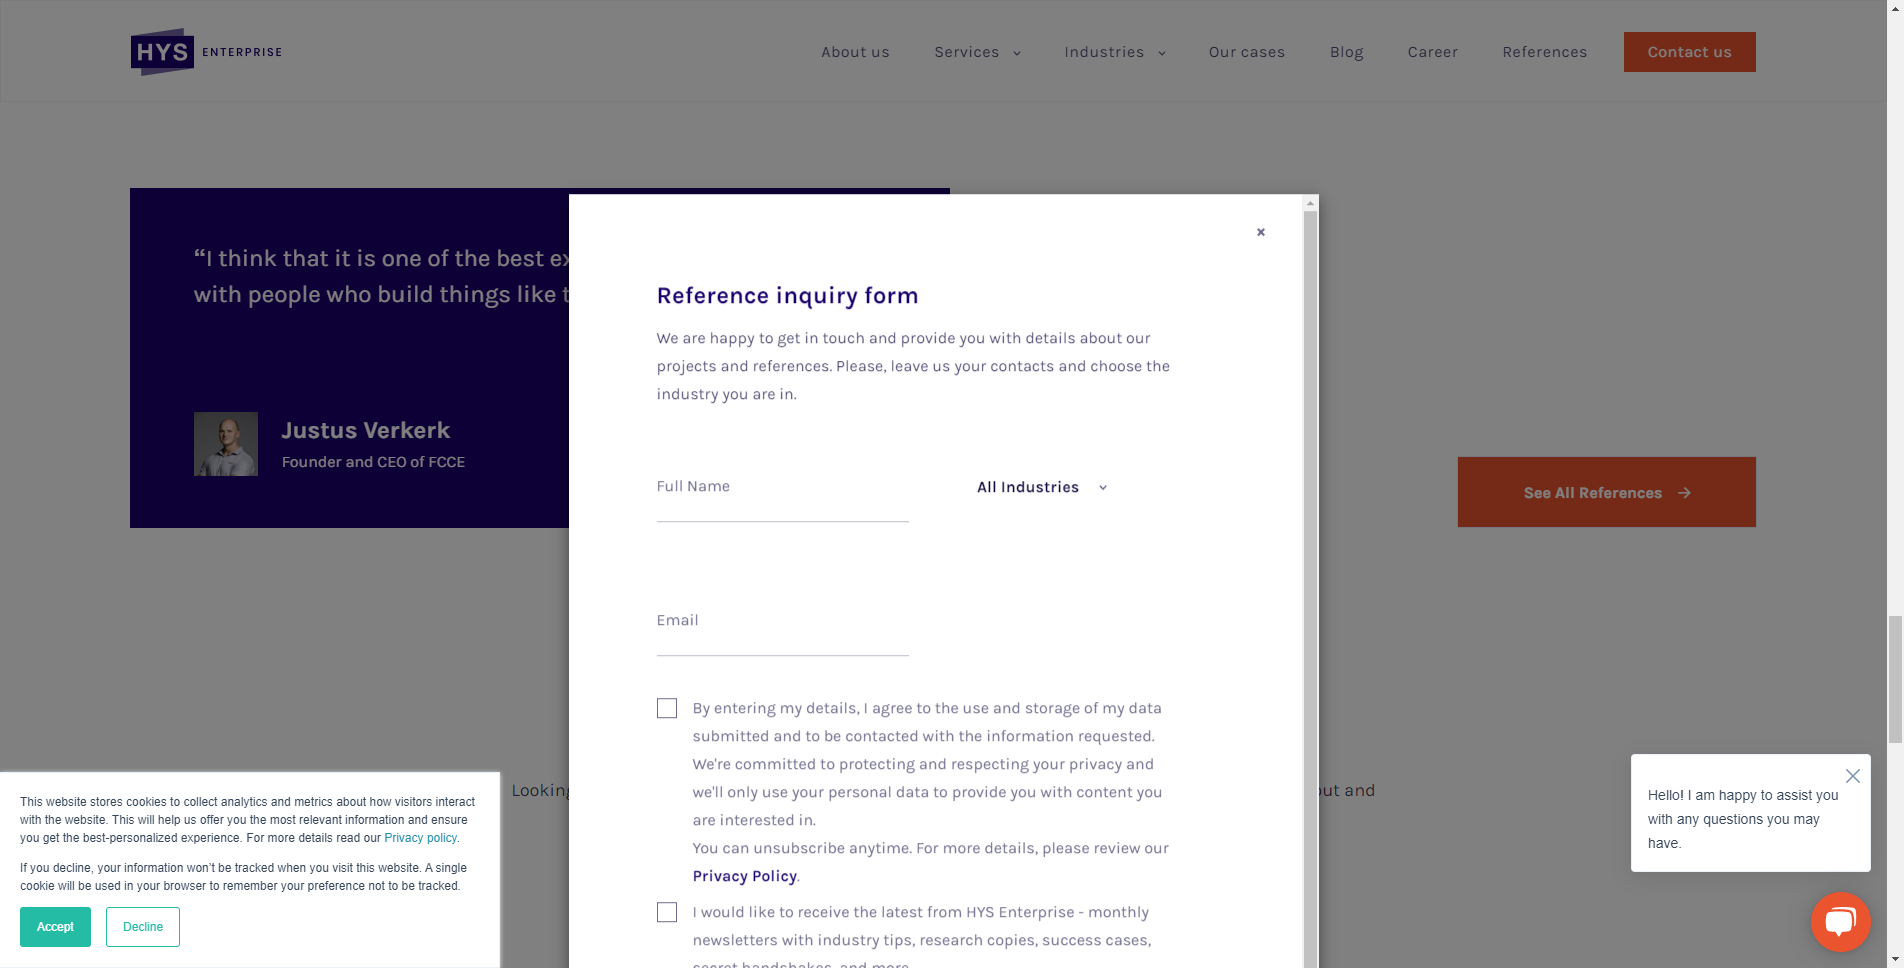 HYS ENTERPRISE
About us
Services
Industries
Our cases
Blog
Career
References
Contact us
“I think that it is one of the best
with people who build things like
Justus Verkerk
Founder and CEO of FCCE
See All References
Reference inquiry form
We are happy to get in touch and provide you with details about our
projects and references. Please, leave us your contacts and choose the
industry you are in.
Full Name
All Industries
Email
By entering my details, I agree to the use and storage of my data
submitted and to be contacted with the information requested.
We're committed to protecting and respecting your privacy and
we'll only use your personal data to provide you with content you
are interested in.
You can unsubscribe anytime. For more details, please review our
Privacy Policy.
I would like to receive the latest from HYS Enterprise - monthly
newsletters with industry tips, research copies, success cases,
secret handshakes, and more
Looking
out and
This website stores cookies to collect analytics and metrics about how visitors interact
with the website. This will help us offer you the most relevant information and ensure
you get the best-personalized experience. For more details read our Privacy policy.
If you decline, your information won’t be tracked when you visit this website. A single
cookie will be used in your browser to remember your preference not to be tracked.
Accept
Decline
Hello! I am happy to assist you
with any questions you may
have.